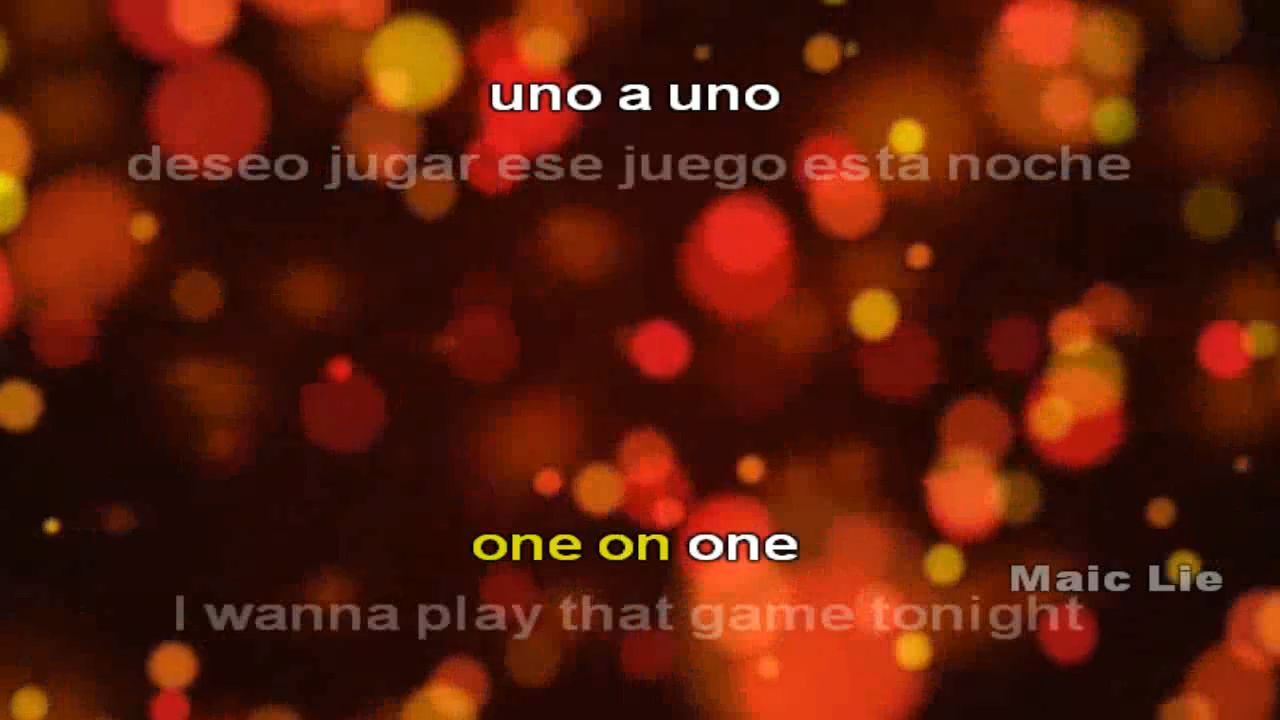 uno a uno
deseo jugar ese juego esta noche
one on one
Maic Lie
I wanna play that game tonight